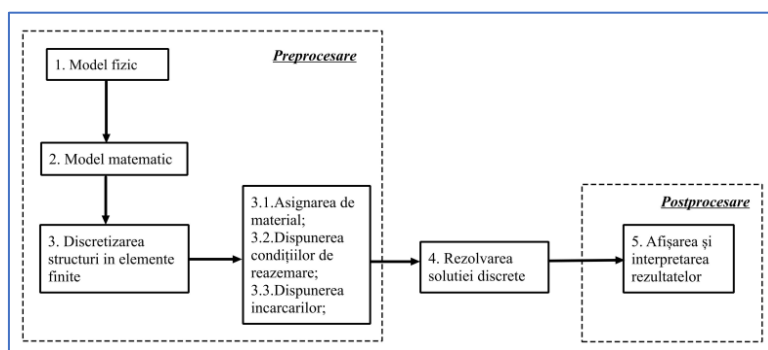 Preprocesare
1. Model fizic
2. Model matematic
3. Discretizarea
structuri in elemente
finite
3.1.Asignarea de
material;
3.2.Dispunerea
condițiilor de
reazemare;
3.3.Dispunerea
incarcarilor;
4. Rezolvarea
solutiei discrete
Postprocesare
5. Afișarea și
interpretarea
rezultatelor